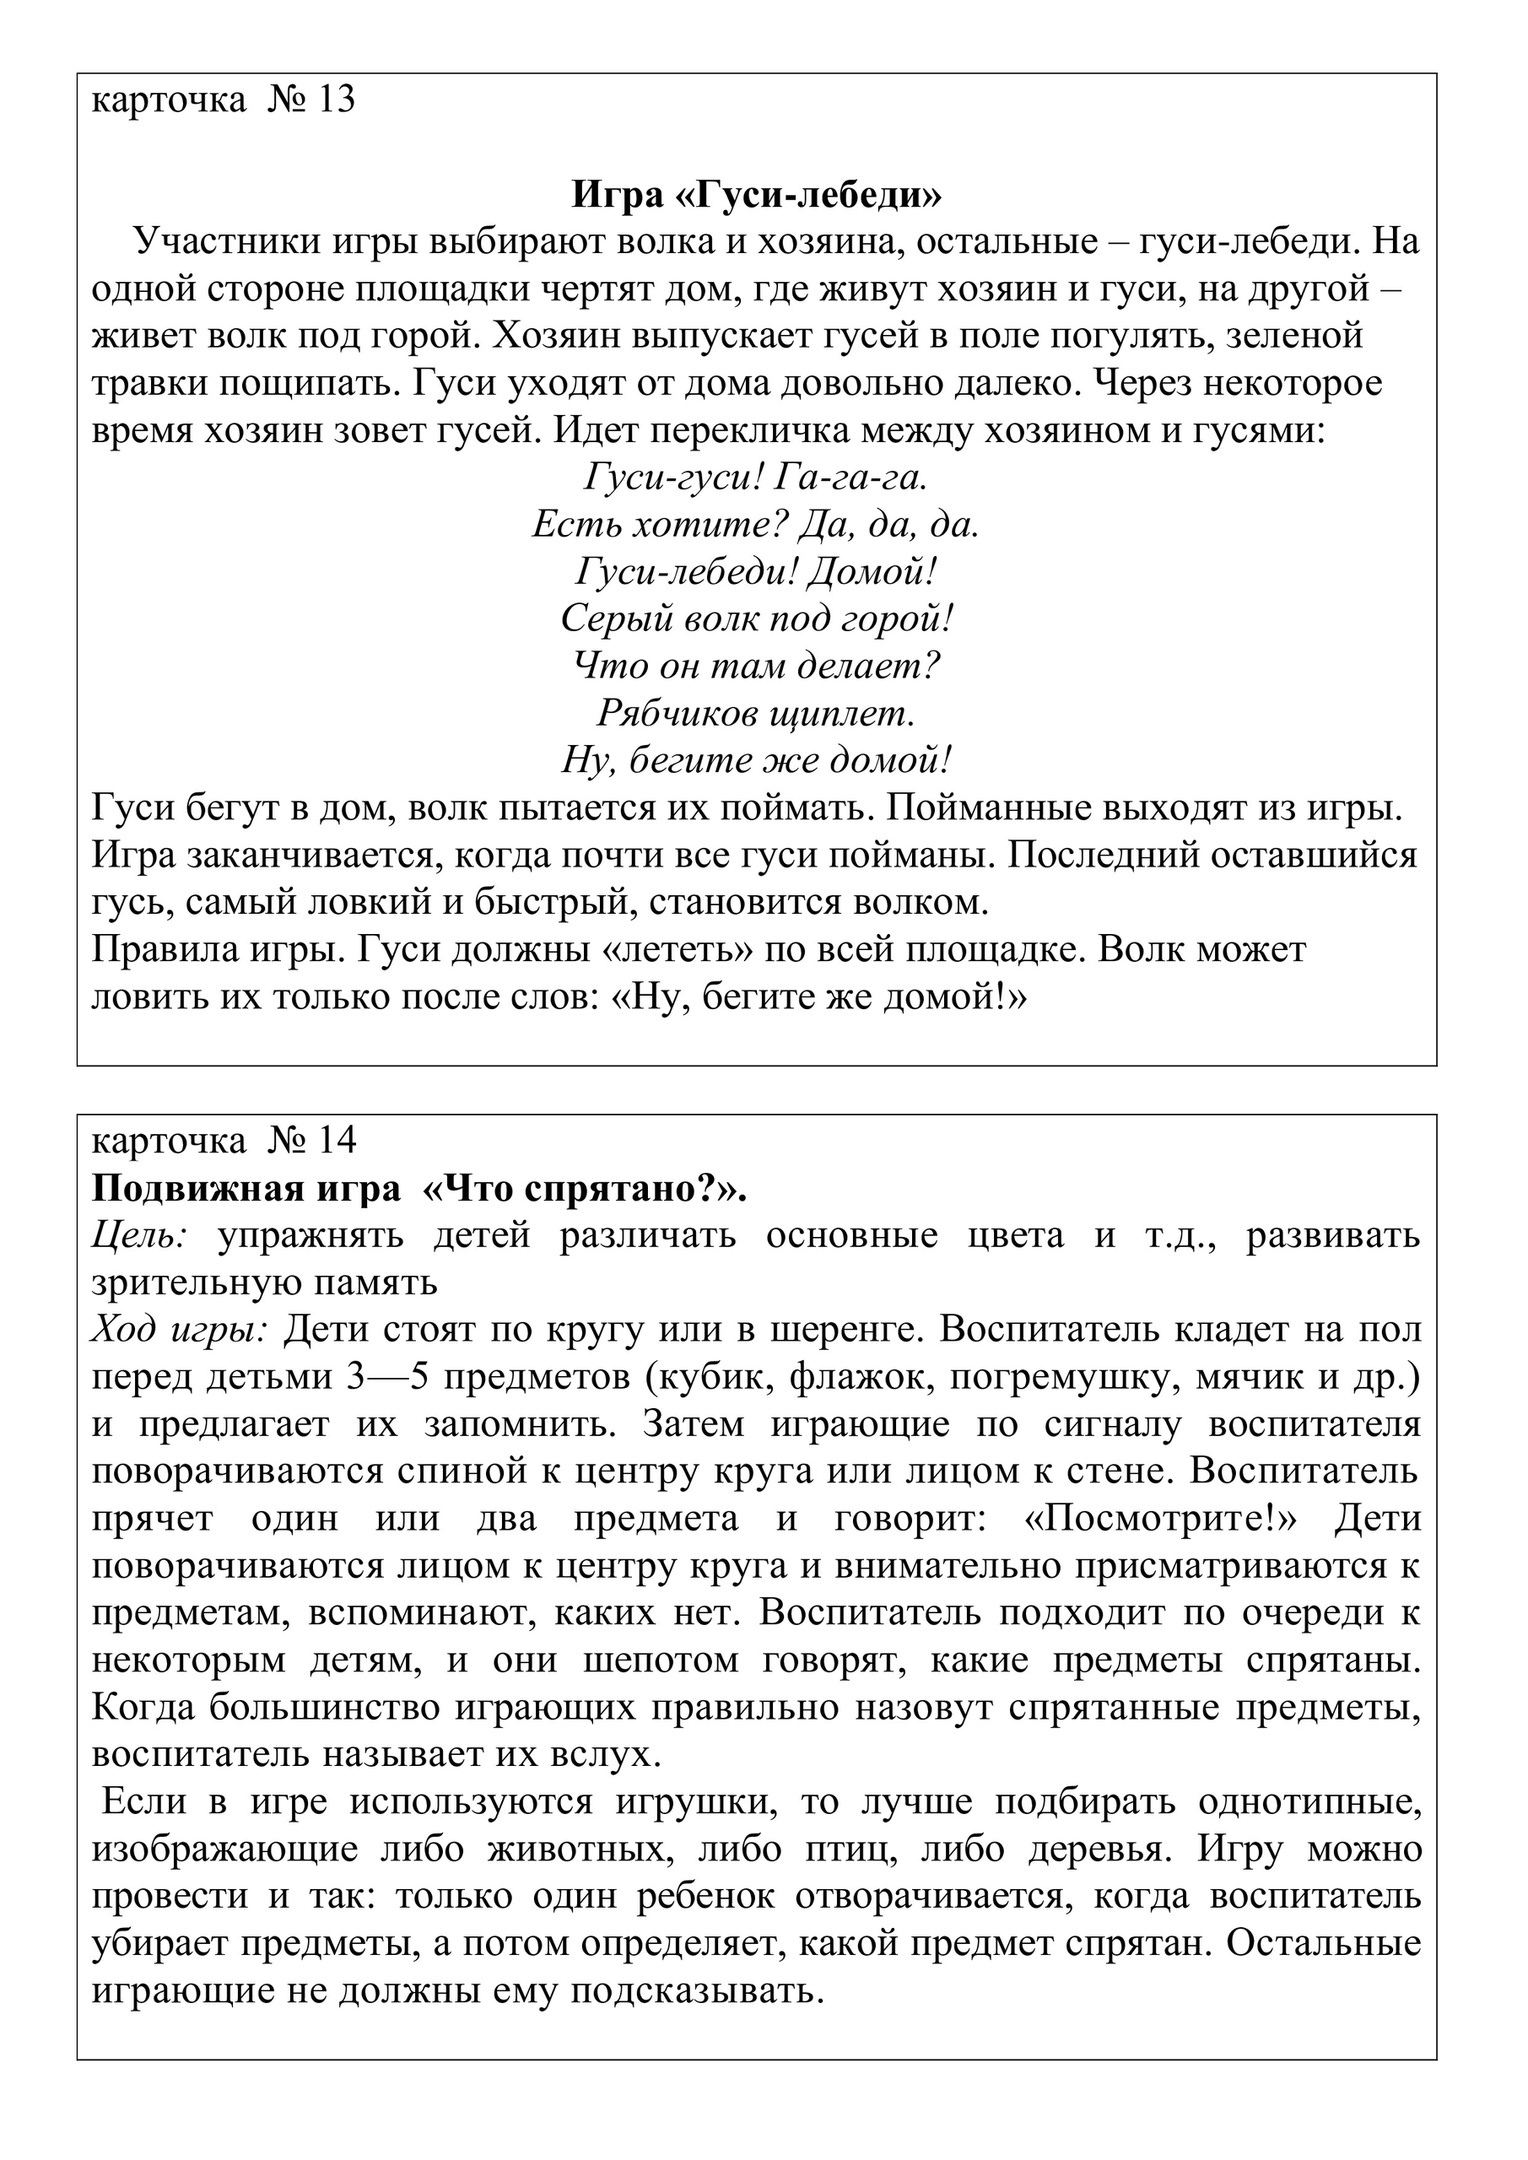 карточка № 13
Игра «Гуси-лебеди»
Участники игры выбирают волка и хозяина, остальные – гуси-лебеди. На
одной стороне площадки чертят дом, где живут хозяин и гуси, на другой –
живет волк под горой. Хозяин выпускает гусей в поле погулять, зеленой
травки пощипать. Гуси уходят от дома довольно далеко. Через некоторое
время хозяин зовет гусей. Идет перекличка между хозяином и гусями:
Гуси-гуси! Га-га-га.
Есть хотите? Да, да, да.
Гуси-лебеди! Домой!
Серый волк под горой!
Что он там делает?
Рябчиков щиплет.
Ну, бегите же домой!
Гуси бегут в дом, волк пытается их поймать. Пойманные выходят из игры.
Игра заканчивается, когда почти все гуси пойманы. Последний оставшийся
гусь, самый ловкий и быстрый, становится волком.
Правила игры. Гуси должны «лететь» по всей площадке. Волк может
ловить их только после слов: «Ну, бегите же домой!»
карточка № 14
Подвижная игра «Что спрятано?».
Цель: упражнять детей различать основные цвета и т.д., развивать
зрительную память
Ход игры: Дети стоят по кругу или в шеренге. Воспитатель кладет на пол
перед детьми 3—5 предметов (кубик, флажок, погремушку, мячик и др.)
и предлагает их запомнить. Затем играющие по сигналу воспитателя
поворачиваются спиной к центру круга или лицом к стене. Воспитатель
прячет один или два предмета и говорит: «Посмотрите!» Дети
поворачиваются лицом к центру круга и внимательно присматриваются к
предметам, вспоминают, каких нет. Воспитатель подходит по очереди к
некоторым детям, и они шепотом говорят, какие предметы спрятаны.
Когда большинство играющих правильно назовут спрятанные предметы,
воспитатель называет их вслух.
Если в игре используются игрушки, то лучше подбирать однотипные,
изображающие либо животных, либо птиц, либо деревья. Игру можно
провести и так: только один ребенок отворачивается, когда воспитатель
убирает предметы, а потом определяет, какой предмет спрятан. Остальные
играющие не должны ему подсказывать.